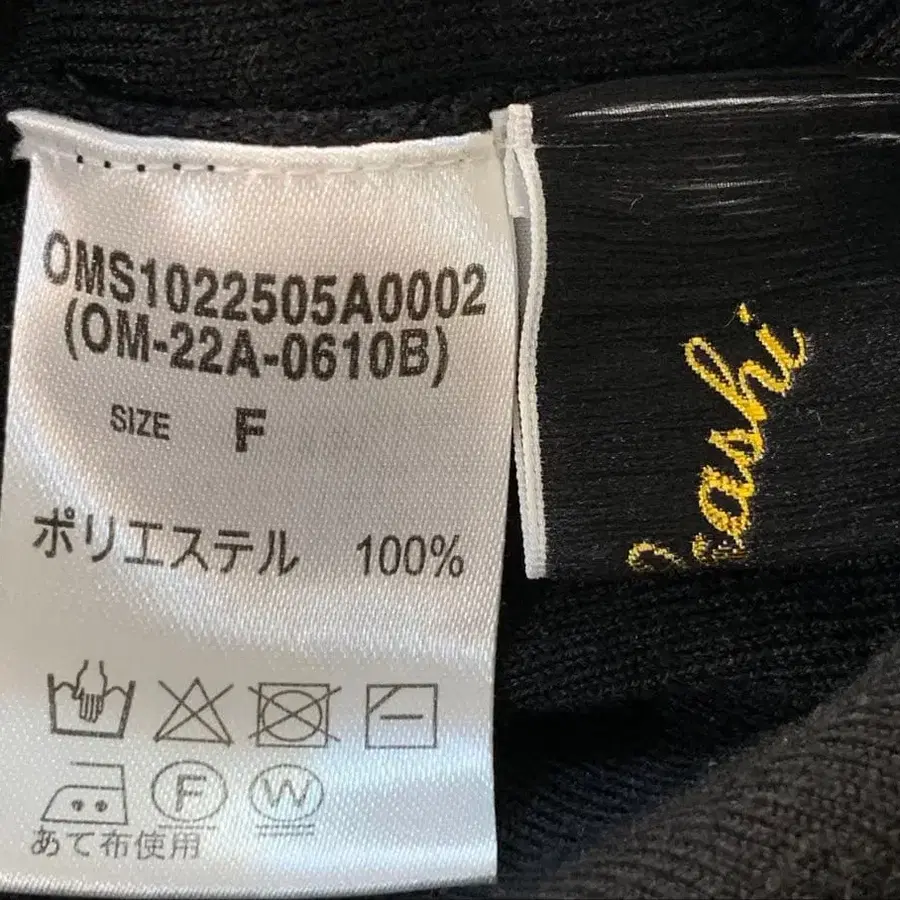 OMS1022505A0002
(OM-22A-0610B)
SIZE F
ポリエステル 100%
F W
あて布使用